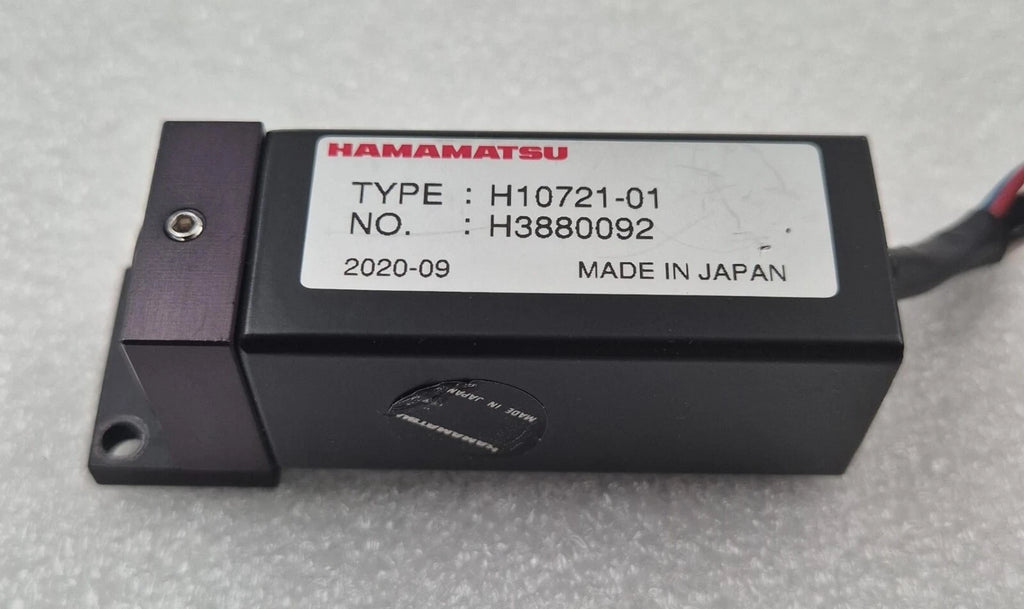 HAMAMATSU
TYPE : H10721-01
NO. : H3880092
2020-09 MADE IN JAPAN
MADE IN JAPAN
HAMAMATSU